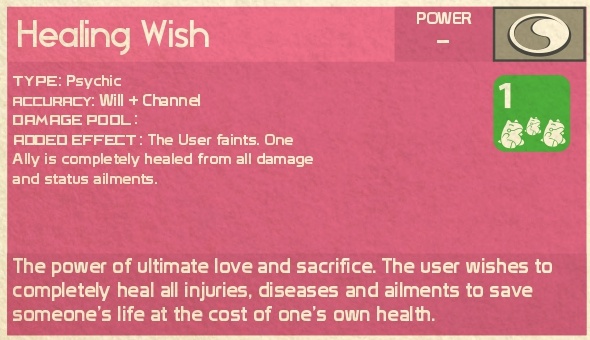 Healing Wish
POWER
–
TYPE: Psychic
ACCURACY: Will + Channel
DAMAGE POOL:
ADDED EFFECT: The User faints. One
Ally is completely healed from all damage
and status ailments.
1
The power of ultimate love and sacrifice. The user wishes to
completely heal all injuries, diseases and ailments to save
someone's life at the cost of one's own health.